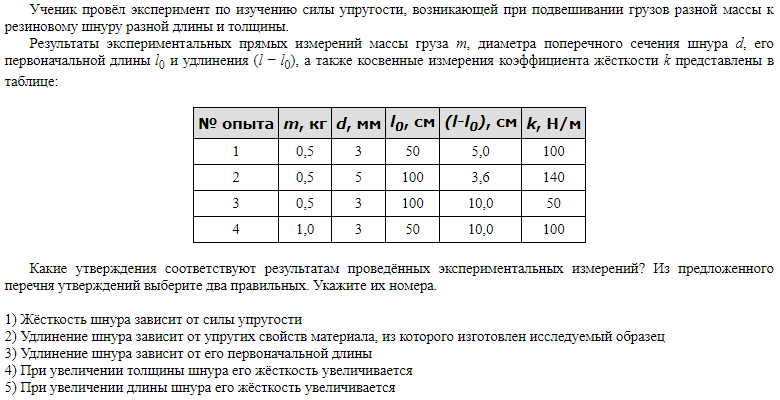 Ученик провёл эксперимент по изучению силы упругости, возникающей при подвешивании грузов разной массы к
резиновому шнуру разной длины и толщины.
Результаты экспериментальных прямых измерений массы груза m, диаметра поперечного сечения шнура d, его
первоначальной длины l0 и удлинения (l − l0), а также косвенные измерения коэффициента жёсткости k представлены в
таблице:
№ опыта m, кг d, мм l0, см (l-l0), см k, Н/м
1 0,5 3 50 5,0 100
2 0,5 5 100 3,6 140
3 0,5 3 100 10,0 50
4 1,0 3 50 10,0 100
Какие утверждения соответствуют результатам проведённых экспериментальных измерений? Из предложенного
перечня утверждений выберите два правильных. Укажите их номера.
1) Жёсткость шнура зависит от силы упругости
2) Удлинение шнура зависит от упругих свойств материала, из которого изготовлен исследуемый образец
3) Удлинение шнура зависит от его первоначальной длины
4) При увеличении толщины шнура его жёсткость увеличивается
5) При увеличении длины шнура его жёсткость увеличивается